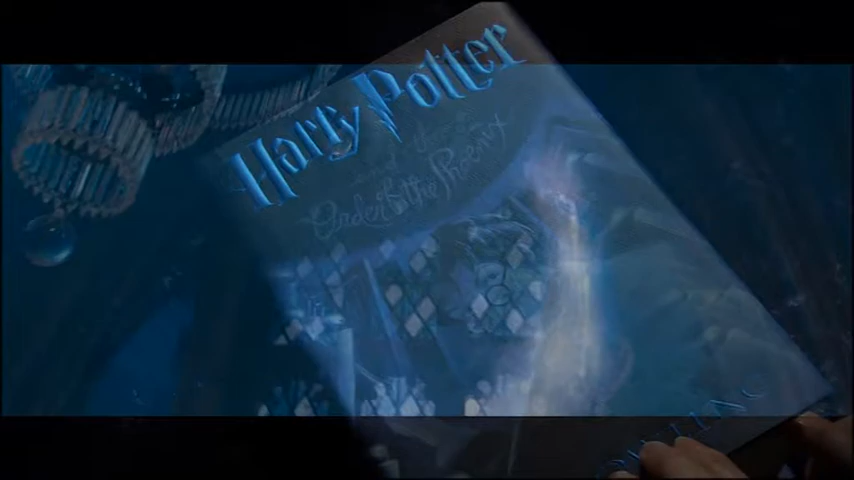 Harry Potter
and the
Order of the Phoenix